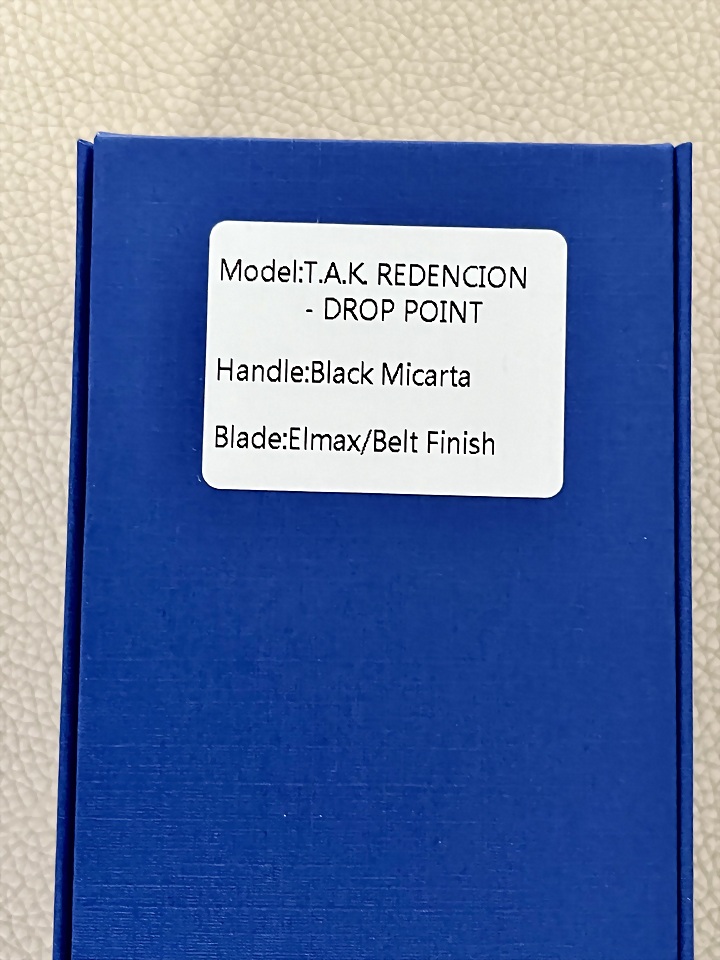 Model:T.A.K. REDENCION
- DROP POINT
Handle:Black Micarta
Blade:Elmax/Belt Finish